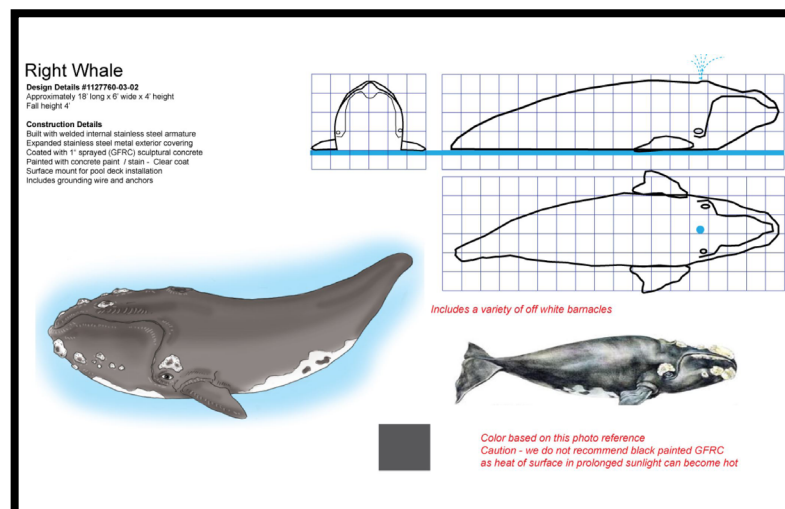 Right Whale
Design Details #1127760-03-02
Approximately 18' long x 6' wide x 4' height
Fall height 4'
Construction Details
Built with welded internal stainless steel armature
Expanded stainless steel metal exterior covering
Coated with 1" sprayed (GFRC) sculptural concrete
Painted with concrete paint / stain - Clear coat
Surface mount for pool deck installation
Includes grounding wire and anchors
Includes a variety of off white barnacles
Color based on this photo reference
Caution - we do not recommend black painted GFRC
as heat of surface in prolonged sunlight can become hot